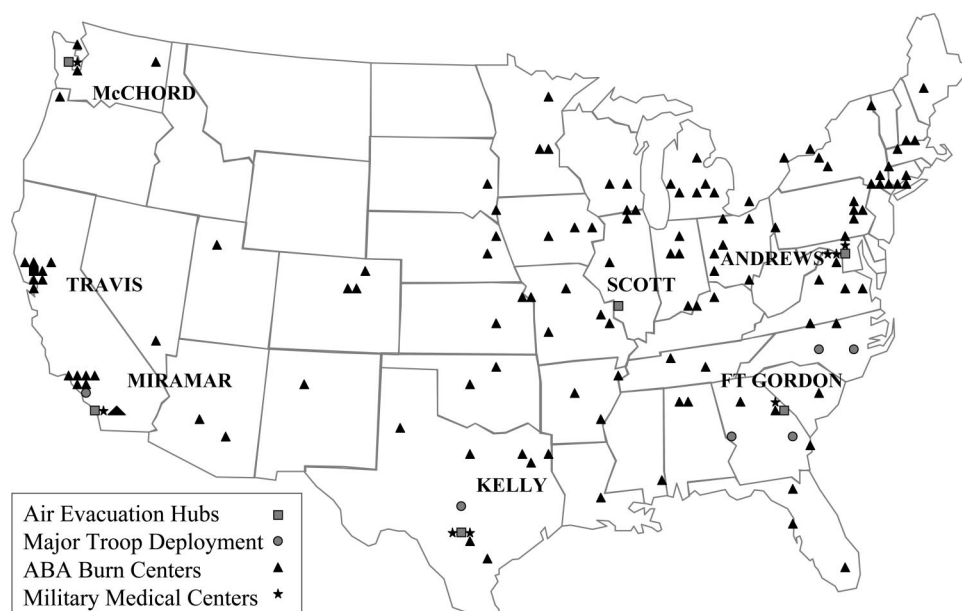 McCHORD
TRAVIS
SCOTT
ANDREWS
MIRAMAR
FT GORDON
KELLY
Air Evacuation Hubs
Major Troop Deployment
ABA Burn Centers
Military Medical Centers